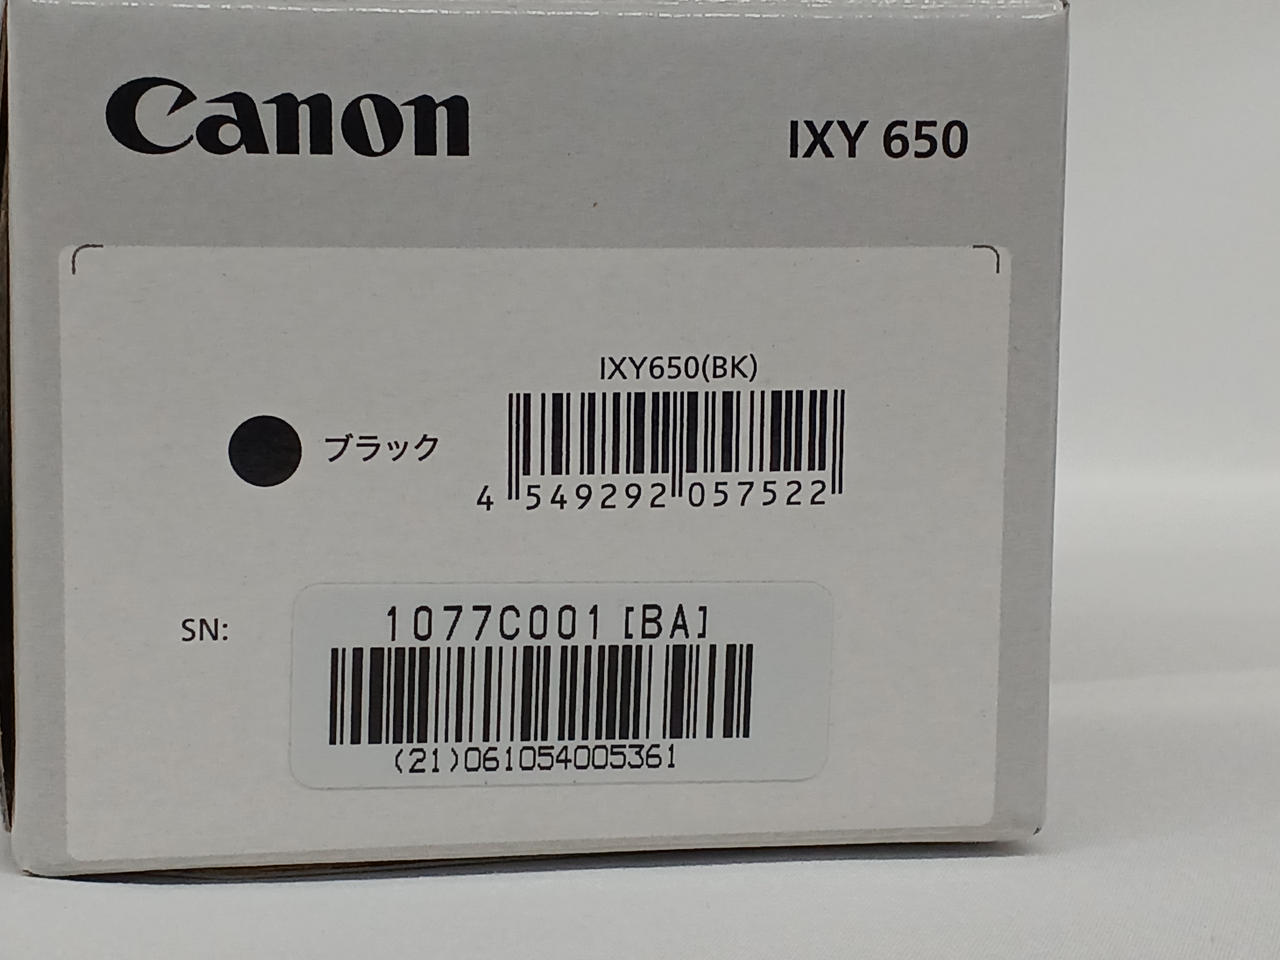 Canon
IXY 650
IXY650(BK)
ブラック
4 549292 057522
SN:
1077C001 [BA]
(21)061054005361